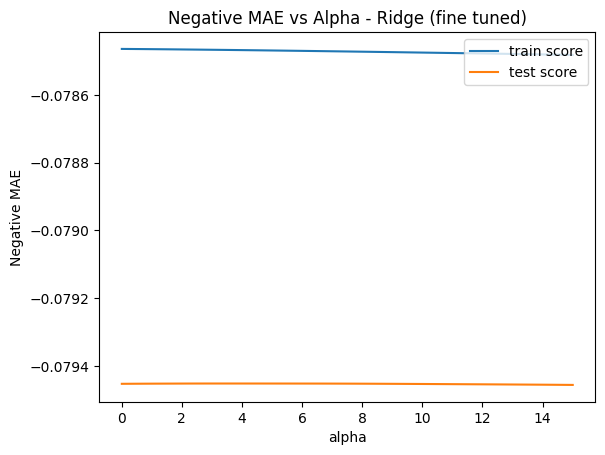 Negative MAE vs Alpha - Ridge (fine tuned)
train score
test score
−0.0786
−0.0788
−0.0790
−0.0792
−0.0794
Negative MAE
0 2 4 6 8 10 12 14
alpha